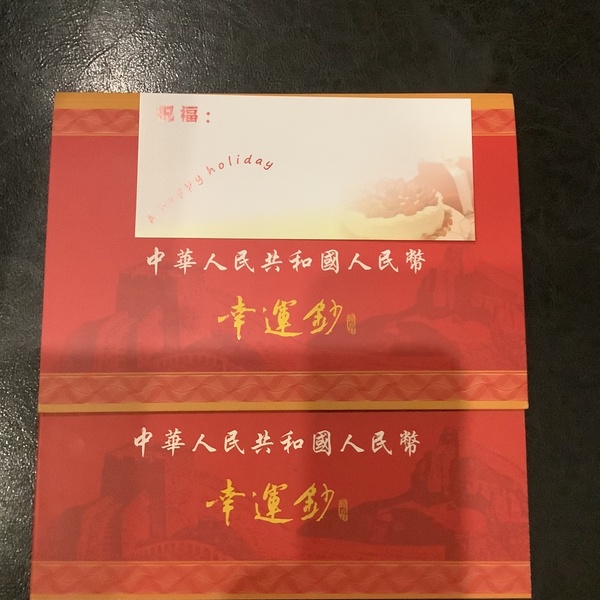 祝福：
A happy holiday
中華人民共和國人民幣
幸運鈔
中華人民共和國人民幣
幸運鈔